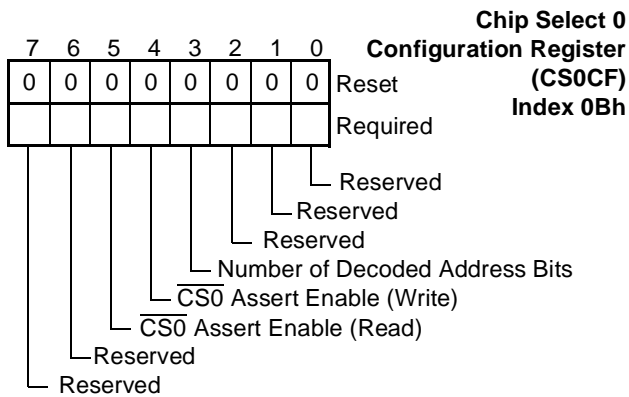 Chip Select 0
Configuration Register
(CS0CF)
Index 0Bh
7 6 5 4 3 2 1 0
0 0 0 0 0 0 0 0 Reset
Required
Reserved
Reserved
Reserved
Number of Decoded Address Bits
C̅S̅0̅ Assert Enable (Write)
C̅S̅0̅ Assert Enable (Read)
Reserved
Reserved